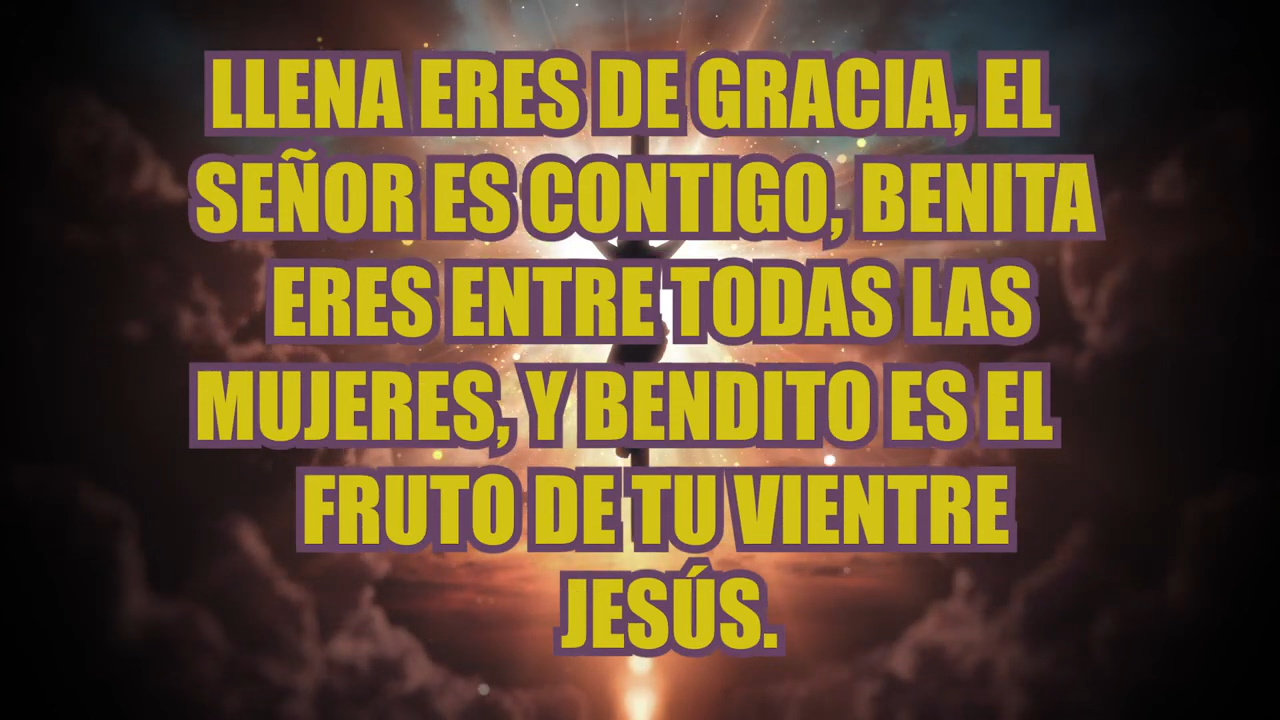 LLENA ERES DE GRACIA, EL
SEÑOR ES CONTIGO, BENITA
ERES ENTRE TODAS LAS
MUJERES, Y BENDITO ES EL
FRUTO DE TU VIENTRE
JESÚS.